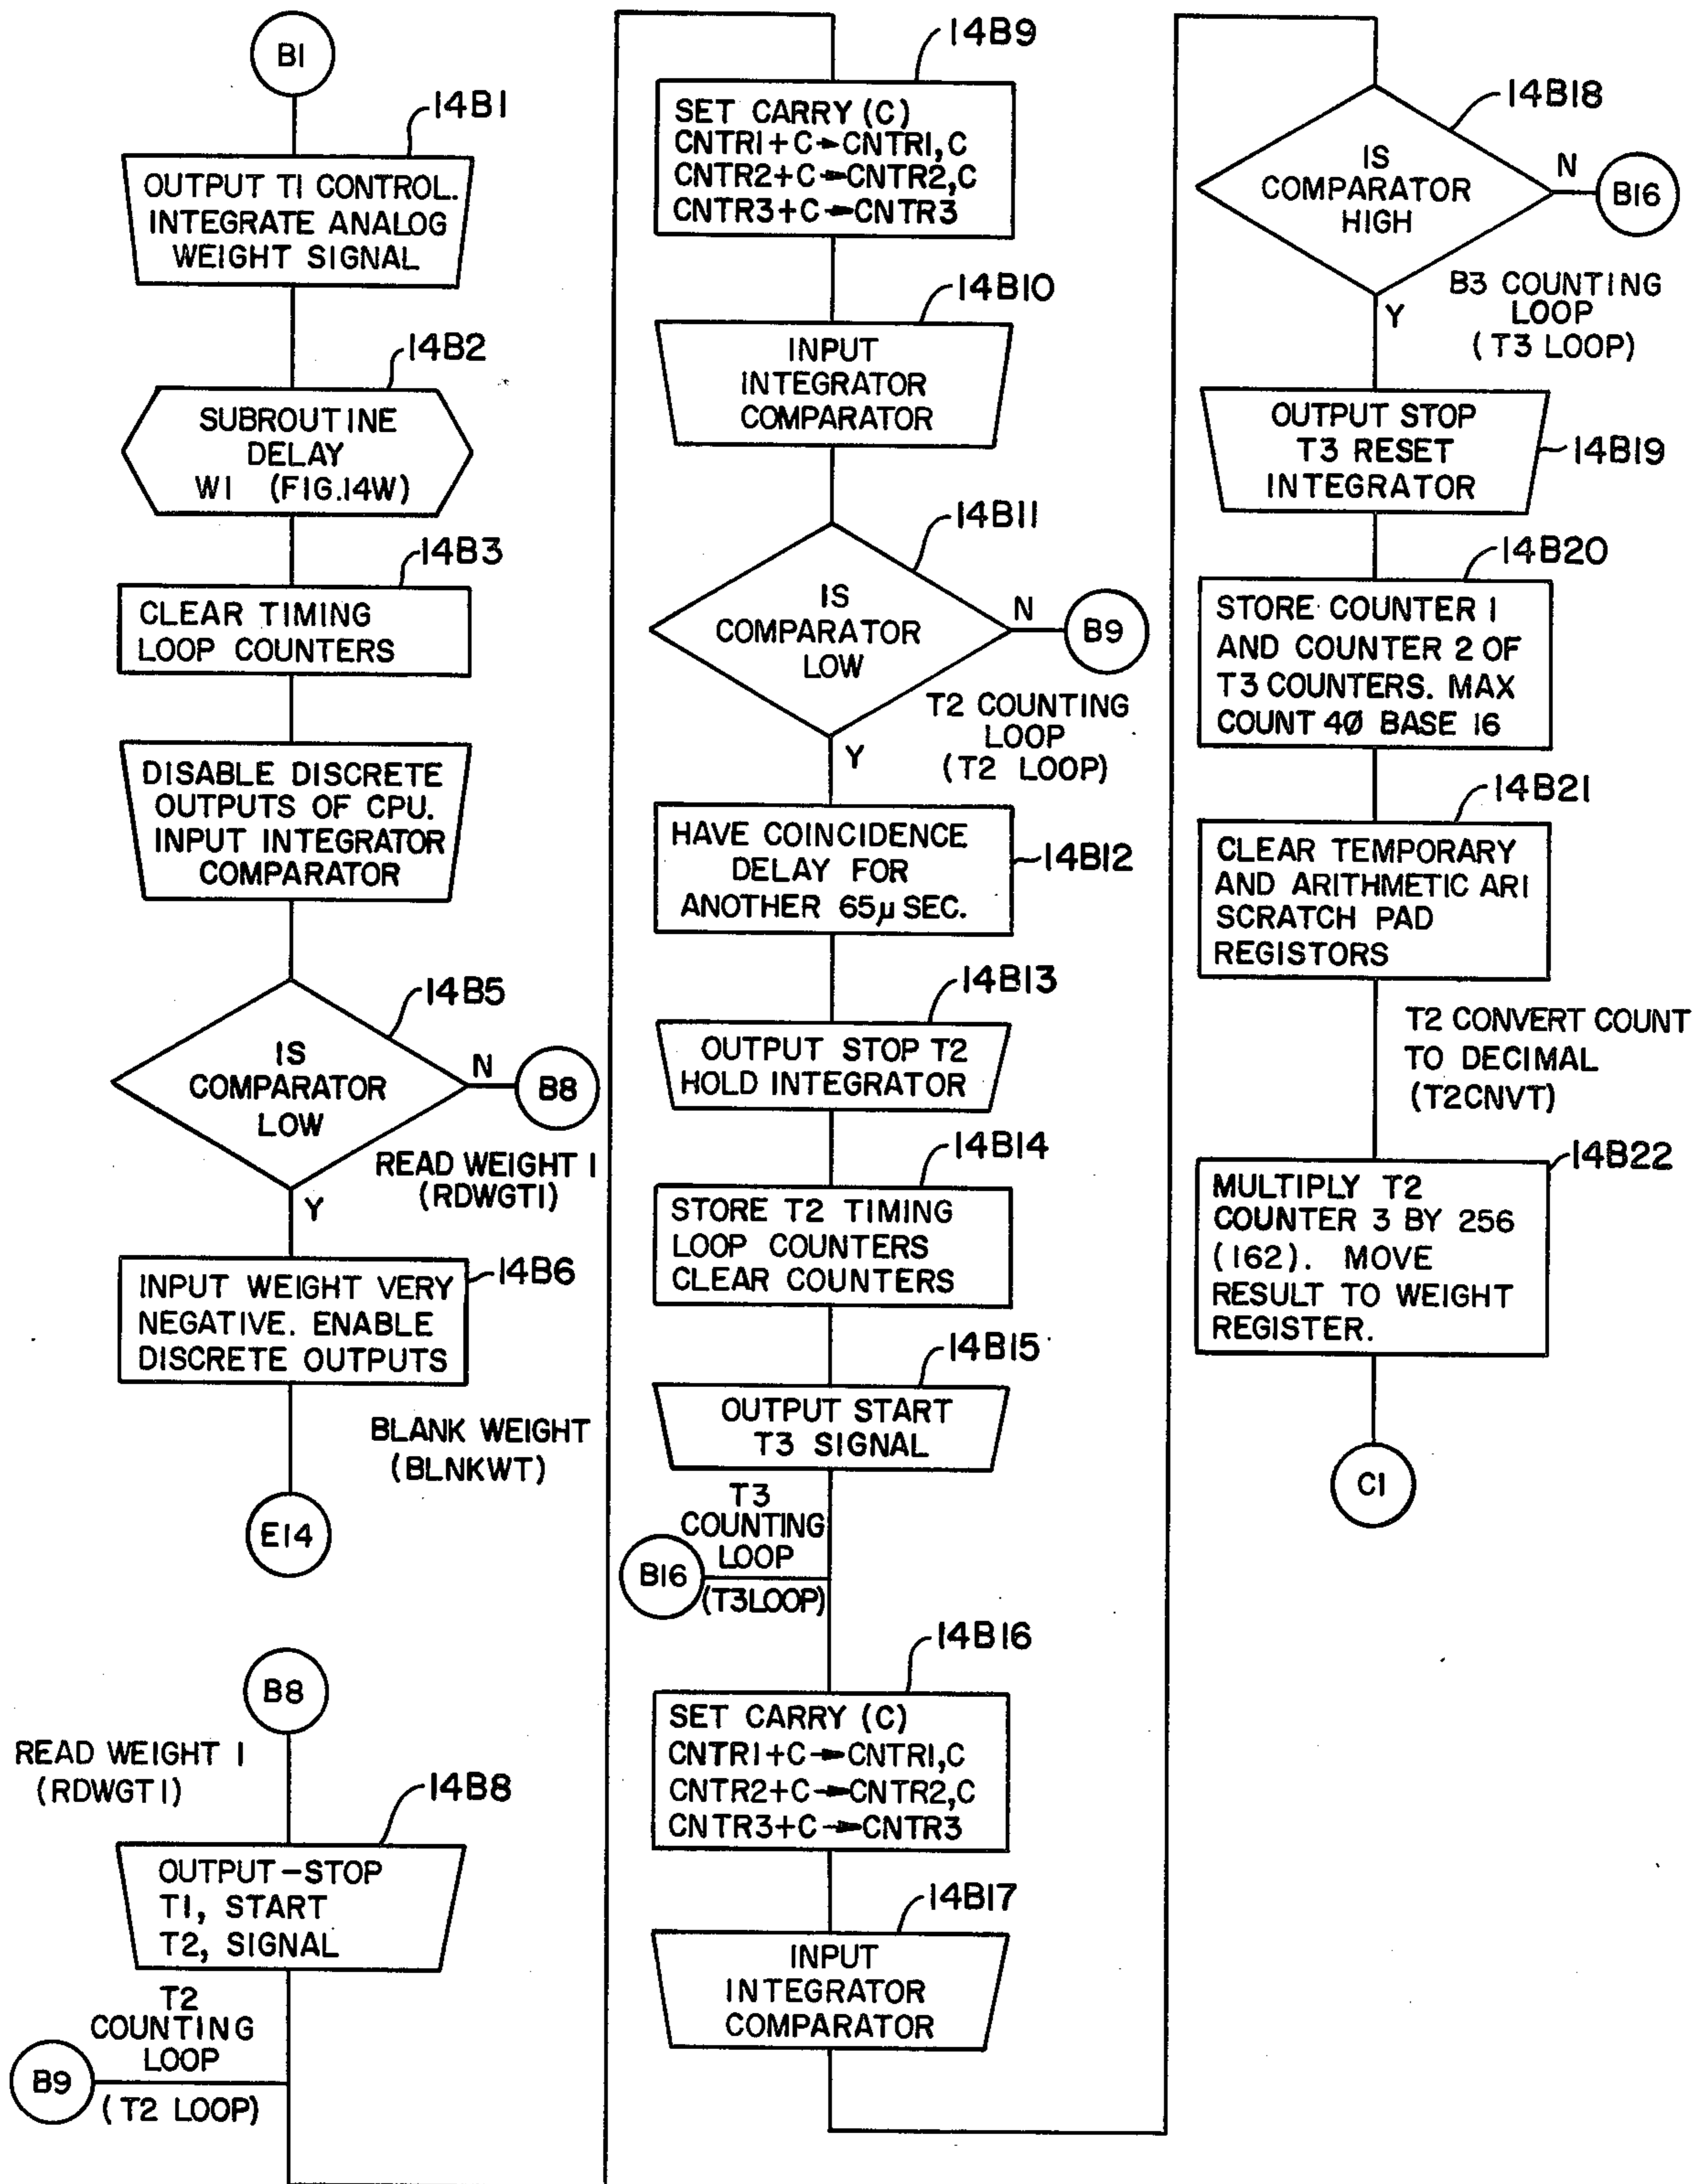 B1
14B1
OUTPUT T1 CONTROL.
INTEGRATE ANALOG
WEIGHT SIGNAL
14B2
SUBROUTINE
DELAY
W1 (FIG.14W)
14B3
CLEAR TIMING
LOOP COUNTERS
DISABLE DISCRETE
OUTPUTS OF CPU.
INPUT INTEGRATOR
COMPARATOR
14B5
IS
COMPARATOR
LOW
N
B8
READ WEIGHT 1
(RDWGT1)
Y
14B6
INPUT WEIGHT VERY
NEGATIVE. ENABLE
DISCRETE OUTPUTS
BLANK WEIGHT
(BLNKWT)
E14
B8
READ WEIGHT 1
(RDWGT1)
14B8
OUTPUT-STOP
T1, START
T2, SIGNAL
T2
COUNTING
LOOP
B9
(T2 LOOP)
14B9
SET CARRY (C)
CNTR1+C→CNTR1,C
CNTR2+C→CNTR2,C
CNTR3+C→CNTR3
14B10
INPUT
INTEGRATOR
COMPARATOR
14B11
IS
COMPARATOR
LOW
N
B9
T2 COUNTING
LOOP
(T2 LOOP)
Y
HAVE COINCIDENCE
DELAY FOR
ANOTHER 65µ SEC.
14B12
14B13
OUTPUT STOP T2
HOLD INTEGRATOR
14B14
STORE T2 TIMING
LOOP COUNTERS
CLEAR COUNTERS
14B15
OUTPUT START
T3 SIGNAL
T3
COUNTING
LOOP
B16
(T3LOOP)
14B16
SET CARRY (C)
CNTR1+C→CNTR1,C
CNTR2+C→CNTR2,C
CNTR3+C→CNTR3
14B17
INPUT
INTEGRATOR
COMPARATOR
14B18
IS
COMPARATOR
HIGH
N
B16
B3 COUNTING
LOOP
(T3 LOOP)
Y
OUTPUT STOP
T3 RESET
INTEGRATOR
14B19
14B20
STORE COUNTER 1
AND COUNTER 2 OF
T3 COUNTERS. MAX
COUNT 4Ø BASE 16
14B21
CLEAR TEMPORARY
AND ARITHMETIC AR1
SCRATCH PAD
REGISTORS
T2 CONVERT COUNT
TO DECIMAL
(T2CNVT)
14B22
MULTIPLY T2
COUNTER 3 BY 256
(162). MOVE
RESULT TO WEIGHT
REGISTER.
C1